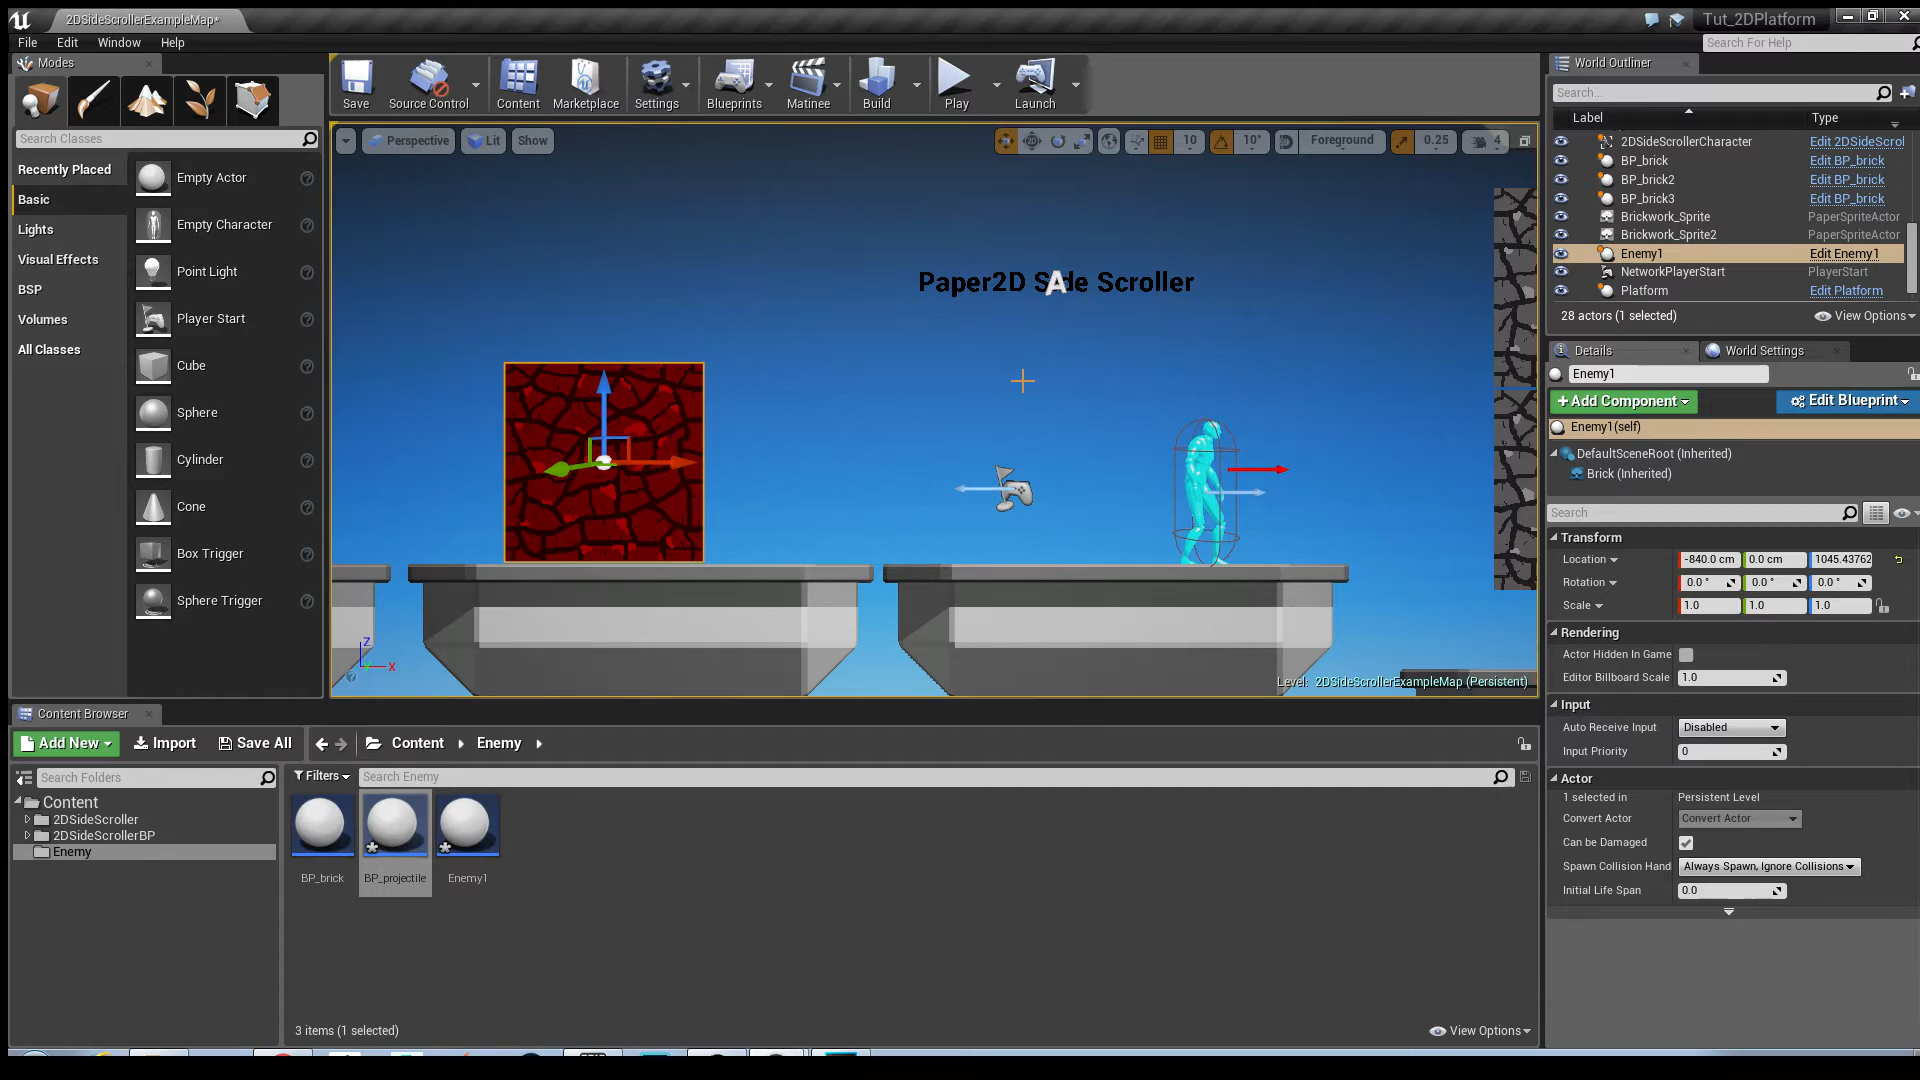 2DSideScrollerExampleMap*
Tut_2DPlatform
File Edit Window Help
Search For Help
Modes
Save
Source Control
Content
Marketplace
Settings
Blueprints
Matinee
Build
Play
Launch
Search Classes
Recently Placed
Basic
Lights
Visual Effects
BSP
Volumes
All Classes
Empty Actor
Empty Character
Point Light
Player Start
Cube
Sphere
Cylinder
Cone
Box Trigger
Sphere Trigger
Perspective
Lit
Show
10
10°
Foreground
0.25
4
Paper2D Side Scroller
Z
X
Level: 2DSideScrollerExampleMap (Persistent)
World Outliner
Search...
Label Type
2DSideScrollerCharacter Edit 2DSideScrol
BP_brick Edit BP_brick
BP_brick2 Edit BP_brick
BP_brick3 Edit BP_brick
Brickwork_Sprite PaperSpriteActor
Brickwork_Sprite2 PaperSpriteActor
Enemy1 Edit Enemy1
NetworkPlayerStart PlayerStart
Platform Edit Platform
28 actors (1 selected)
View Options
Details
World Settings
Enemy1
+Add Component
Edit Blueprint
Enemy1(self)
DefaultSceneRoot (Inherited)
Brick (Inherited)
Search
Transform
Location -840.0 cm 0.0 cm 1045.43762
Rotation 0.0 ° 0.0 ° 0.0 °
Scale 1.0 1.0 1.0
Rendering
Actor Hidden In Game
Editor Billboard Scale 1.0
Input
Auto Receive Input Disabled
Input Priority 0
Actor
1 selected in Persistent Level
Convert Actor Convert Actor
Can be Damaged
Spawn Collision Hand Always Spawn, Ignore Collisions
Initial Life Span 0.0
Content Browser
Add New
Import
Save All
Content
Enemy
Search Folders
Filters
Search Enemy
Content
2DSideScroller
2DSideScrollerBP
Enemy
BP_brick
BP_projectile
Enemy1
3 items (1 selected)
View Options